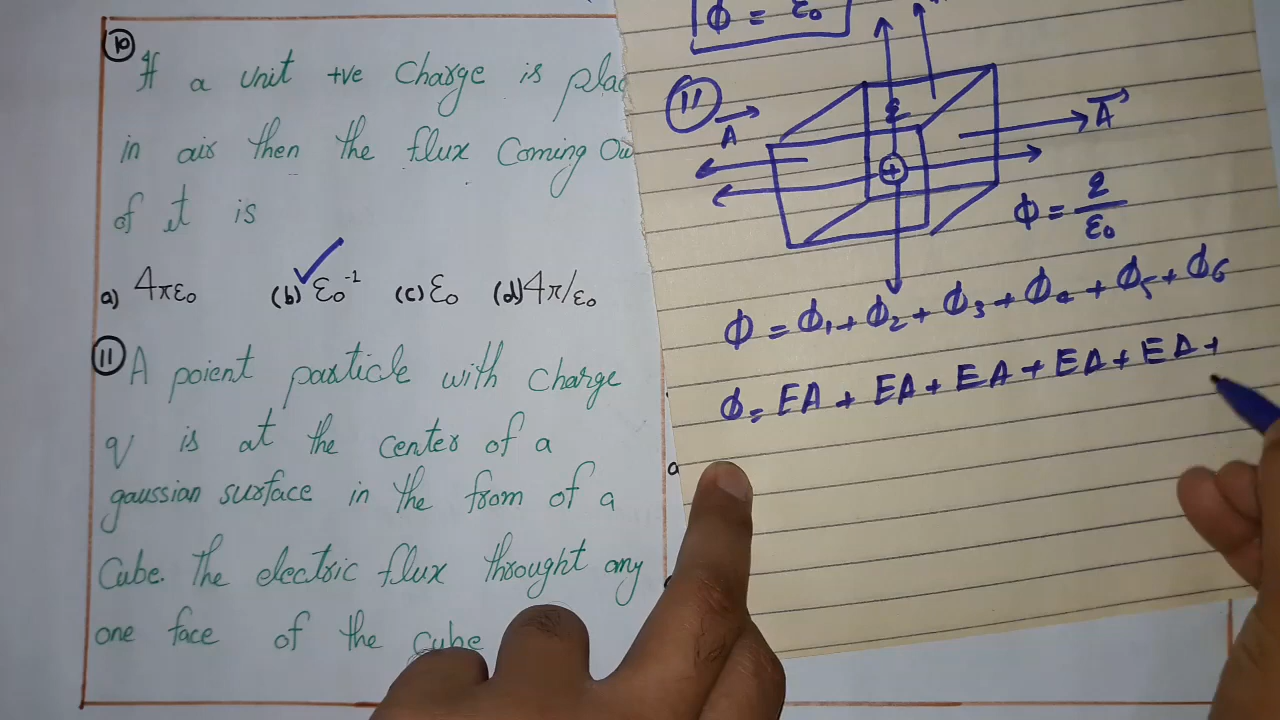 10
If a unit +ve charge is plac
in air then the flux Coming Ou
of it is
a) 4πε₀ (b) ε₀⁻¹ (c) ε₀ (d) 4π/ε₀
11 A poient particle with charge
q is at the center of a
gaussian surface in the from of a
Cube. The electric flux throught any
one face of the cube
Φ = ε₀
11
A
q
+
A
Φ = q/ε₀
Φ = Φ₁ + Φ₂ + Φ₃ + Φ₄ + Φ₅ + Φ₆
Φ = EA + EA + EA + EA + EA +